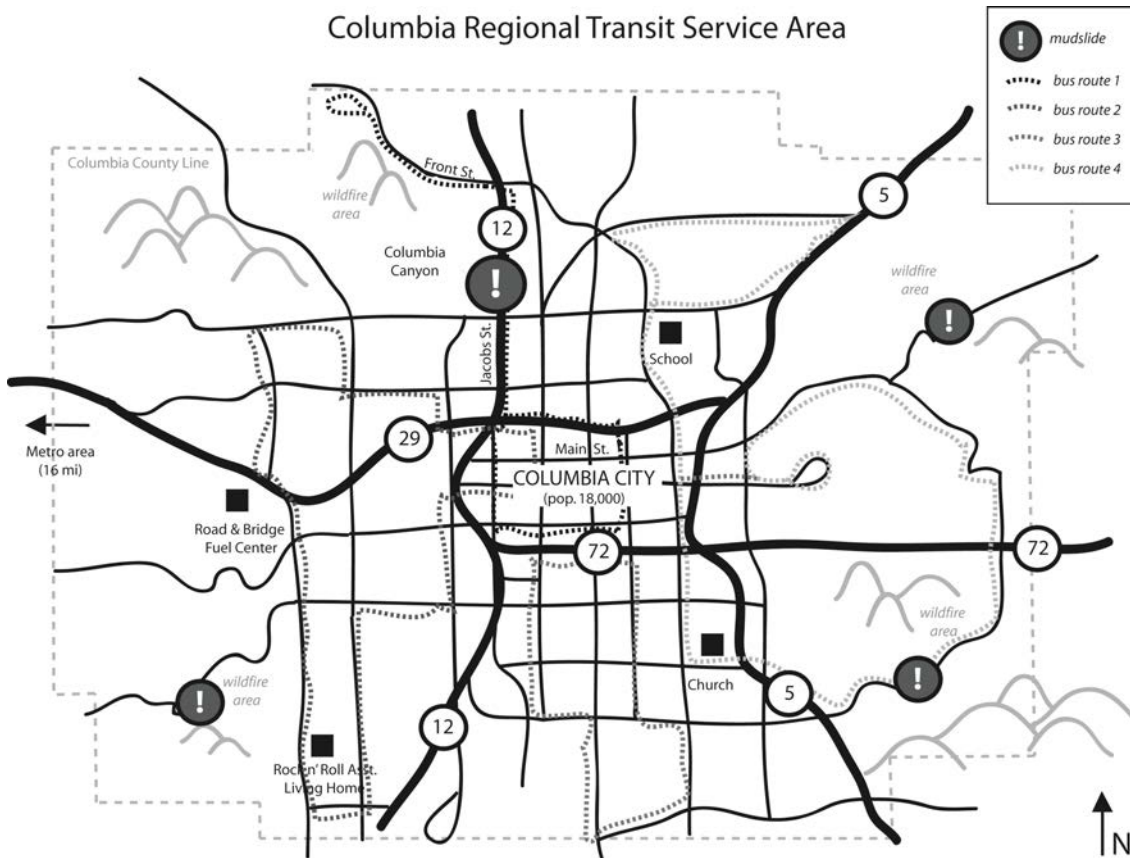 Columbia Regional Transit Service Area
!
mudslide
bus route 1
bus route 2
bus route 3
bus route 4
Columbia County Line
Front St.
wildfire
area
12
5
Columbia
Canyon
!
wildfire
area
!
Jacobs St.
School
Metro area
(16 mi)
29
Main St.
COLUMBIA CITY
(pop. 18,000)
Road & Bridge
Fuel Center
72
72
wildfire
area
!
wildfire
area
!
Church
5
12
Rock n' Roll Asst.
Living Home
N